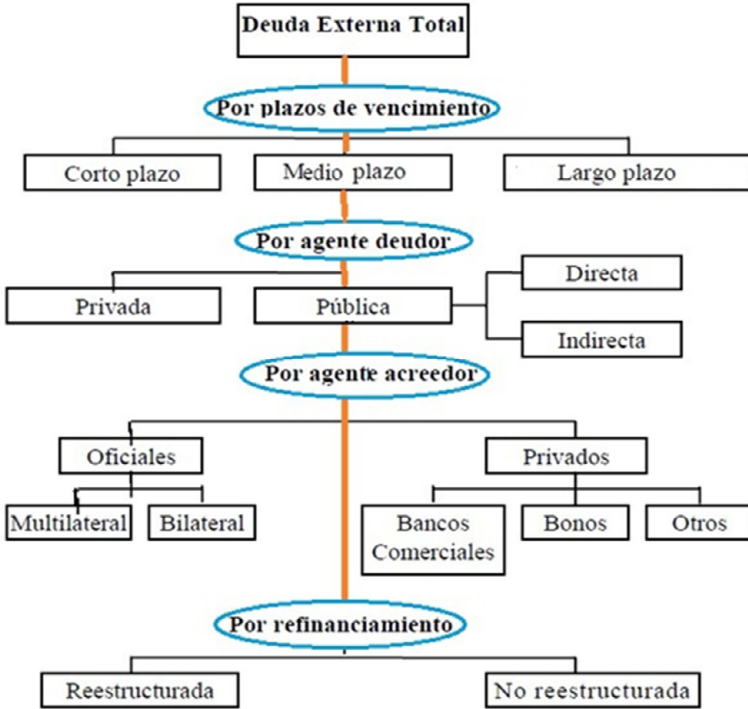 Deuda Externa Total
Por plazos de vencimiento
Corto plazo
Medio plazo
Largo plazo
Por agente deudor
Directa
Privada
Pública
Indirecta
Por agente acreedor
Oficiales
Privados
Multilateral
Bilateral
Bancos
Comerciales
Bonos
Otros
Por refinanciamiento
Reestructurada
No reestructurada